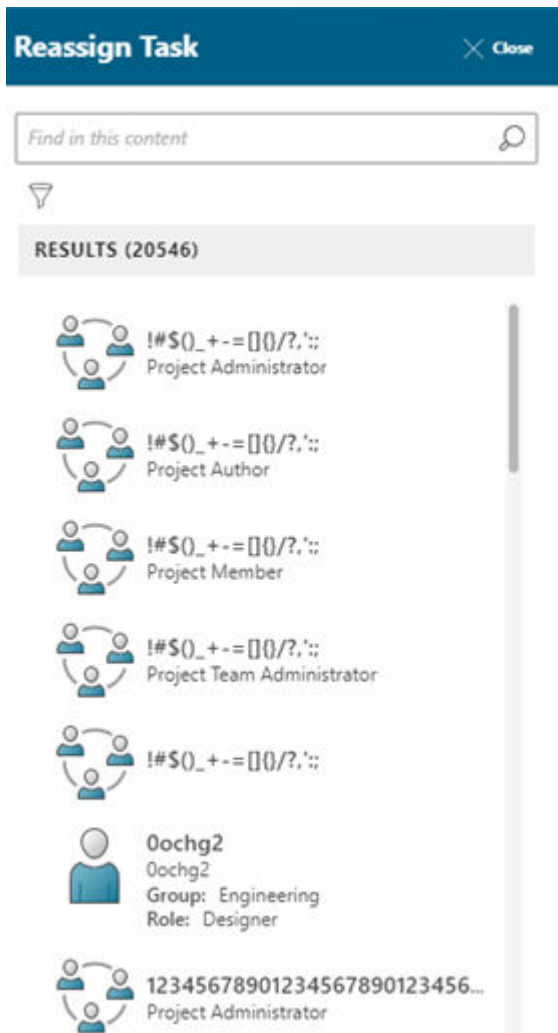 Reassign Task
Close
Find in this content
RESULTS (20546)
!#$()_+-=[]{}/?,':;
Project Administrator
!#$()_+-=[]{}/?,':;
Project Author
!#$()_+-=[]{}/?,':;
Project Member
!#$()_+-=[]{}/?,':;
Project Team Administrator
!#$()_+-=[]{}/?,':;
0ochg2
0ochg2
Group: Engineering
Role: Designer
123456789012345678901234567890123456...
Project Administrator